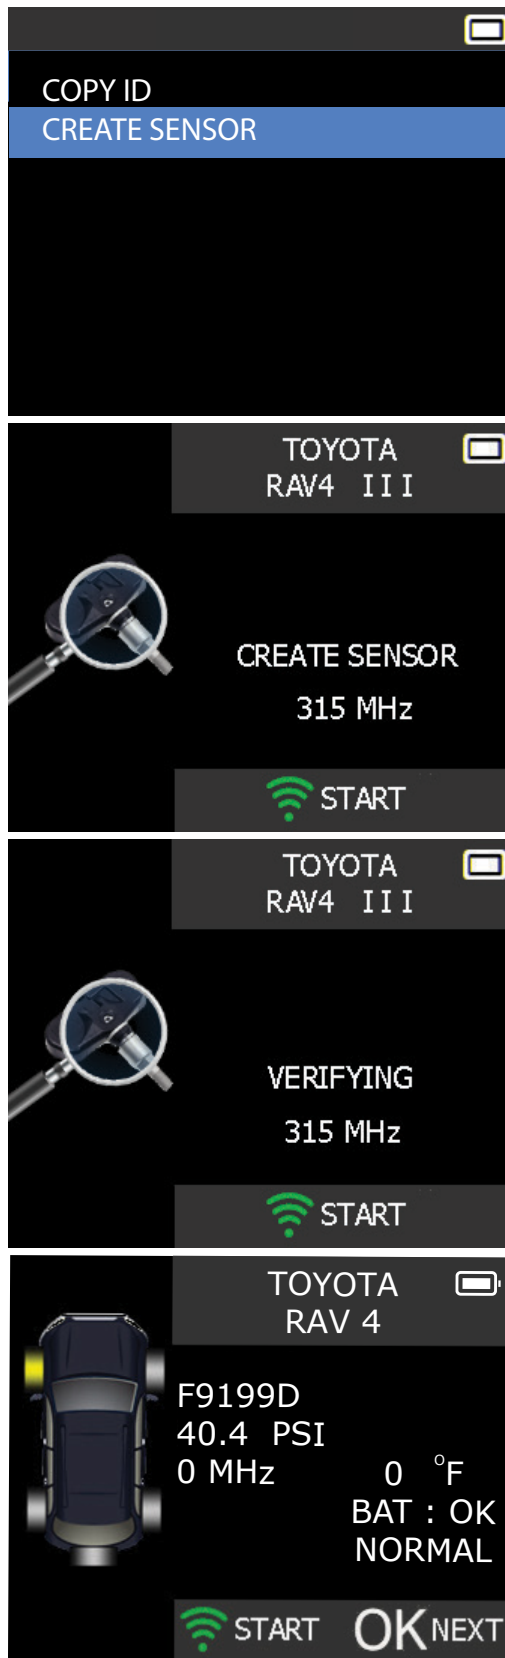 COPY ID
CREATE SENSOR
TOYOTA
RAV4 III
CREATE SENSOR
315 MHz
START
TOYOTA
RAV4 III
VERIFYING
315 MHz
START
TOYOTA
RAV 4
F9199D
40.4 PSI
0 MHz 0 °F
BAT : OK
NORMAL
START OK NEXT